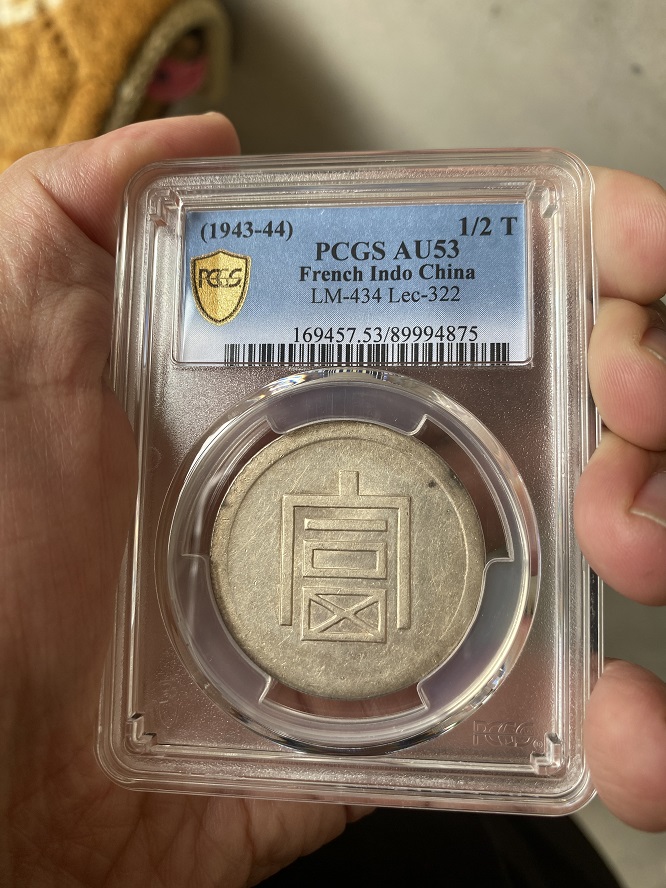 (1943-44) 1/2 T
PCGS AU53
French Indo China
LM-434 Lec-322
PCGS
169457.53/89994875
富
PCGS